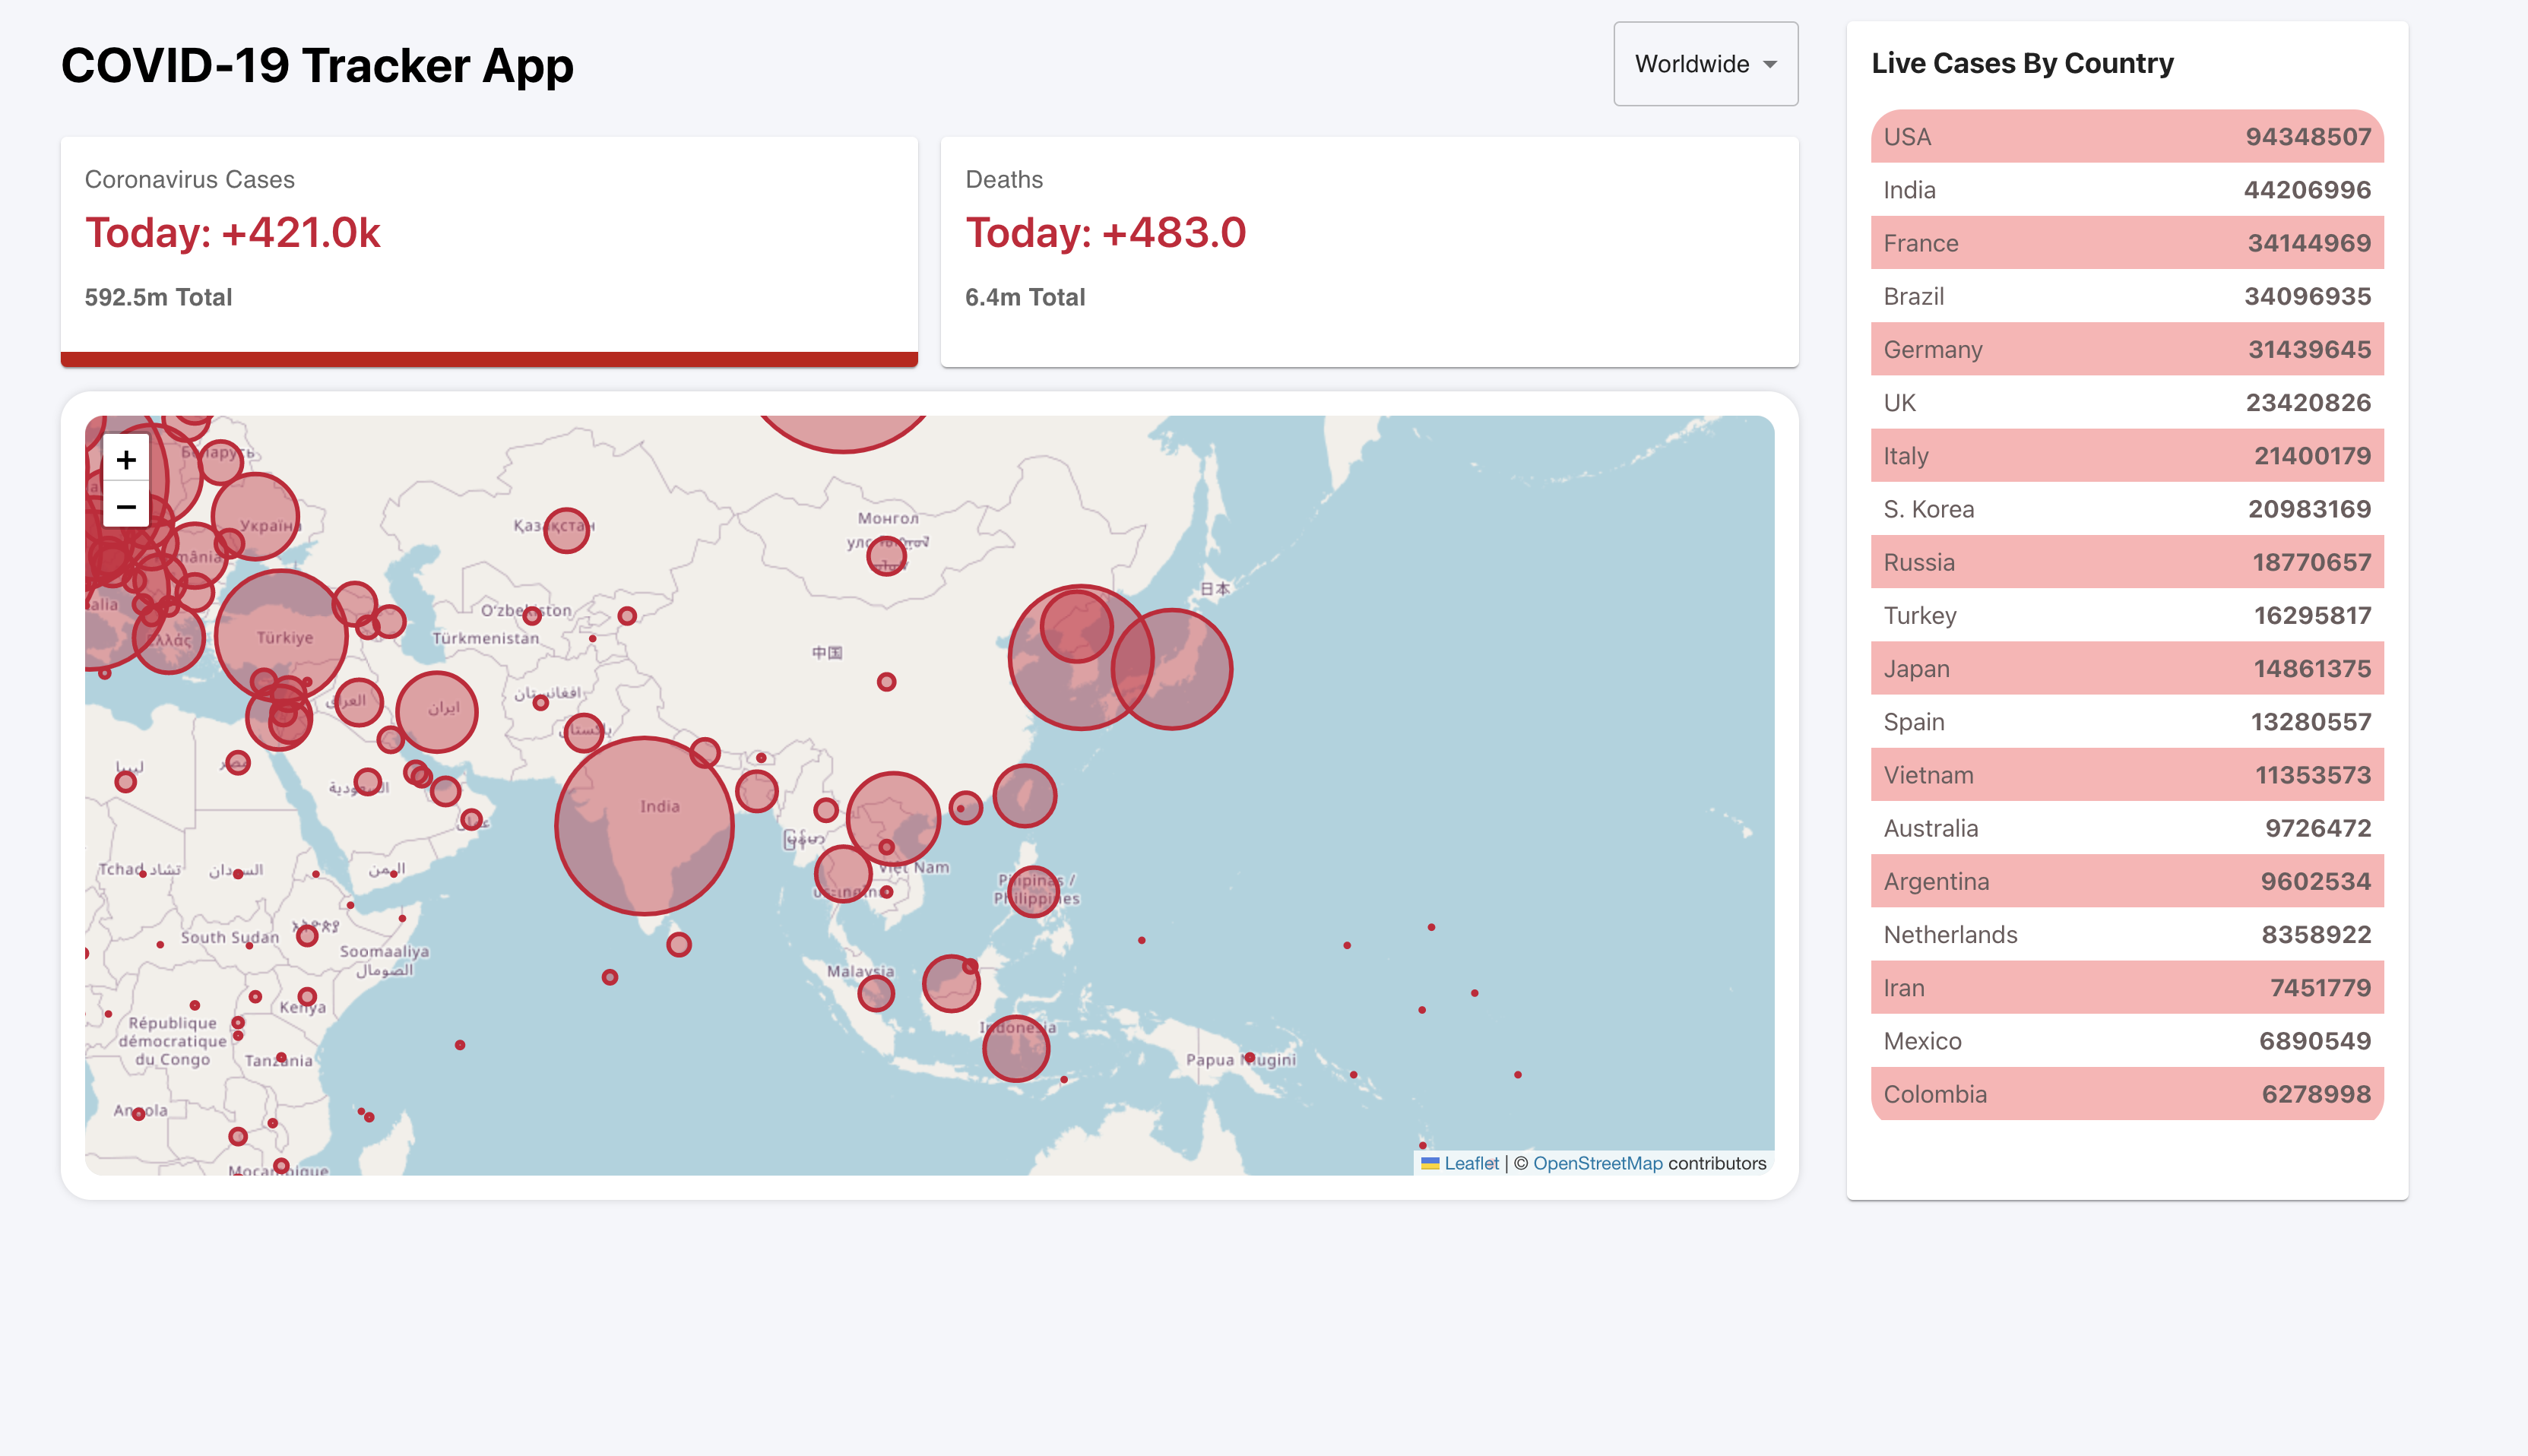 COVID-19 Tracker App
Worldwide
Coronavirus Cases
Today: +421.0k
592.5m Total
Deaths
Today: +483.0
6.4m Total
+
−
Беларусь
Україна
Қазақстан
Монгол
улс
日本
O'zbekiston
Türkmenistan
Türkiye
Ελλάς
中国
افغانستان
العراق
ایران
پاکستان
ليبيا
مصر
السعودية
India
عمان
Tchad تشاد
السودان
اليمن
Việt Nam
Pilipinas /
Philippines
South Sudan
Soomaaliya
الصومال
Malaysia
Kenya
Indonesia
République
démocratique
du Congo
Tanzania
Papua Niugini
Angola
Moçambique
Leaflet | © OpenStreetMap contributors
Live Cases By Country
USA 94348507
India 44206996
France 34144969
Brazil 34096935
Germany 31439645
UK 23420826
Italy 21400179
S. Korea 20983169
Russia 18770657
Turkey 16295817
Japan 14861375
Spain 13280557
Vietnam 11353573
Australia 9726472
Argentina 9602534
Netherlands 8358922
Iran 7451779
Mexico 6890549
Colombia 6278998